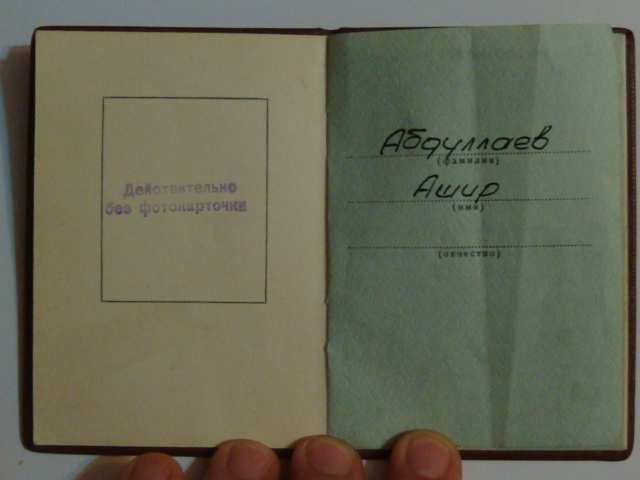 Действительно
без фотокарточки
Абдуллаев
(фамилия)
Ашир
(имя)
(отчество)